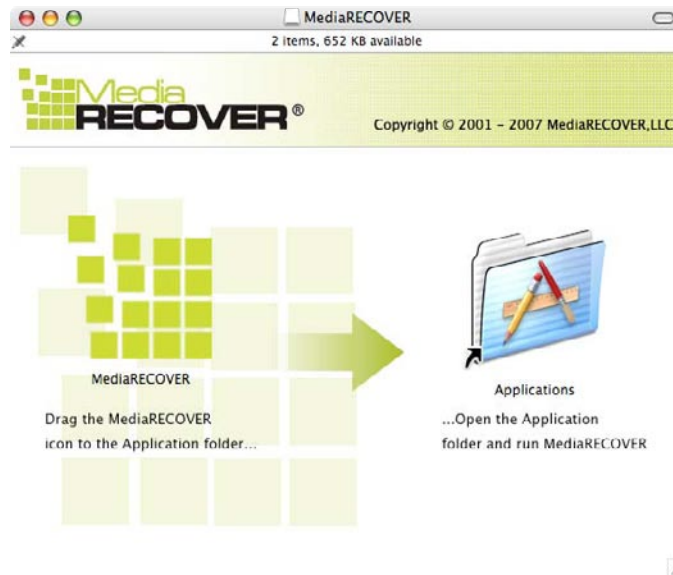 MediaRECOVER
2 items, 652 KB available
Media
RECOVER®
Copyright © 2001 – 2007 MediaRECOVER,LLC
MediaRECOVER
Drag the MediaRECOVER
icon to the Application folder...
Applications
...Open the Application
folder and run MediaRECOVER